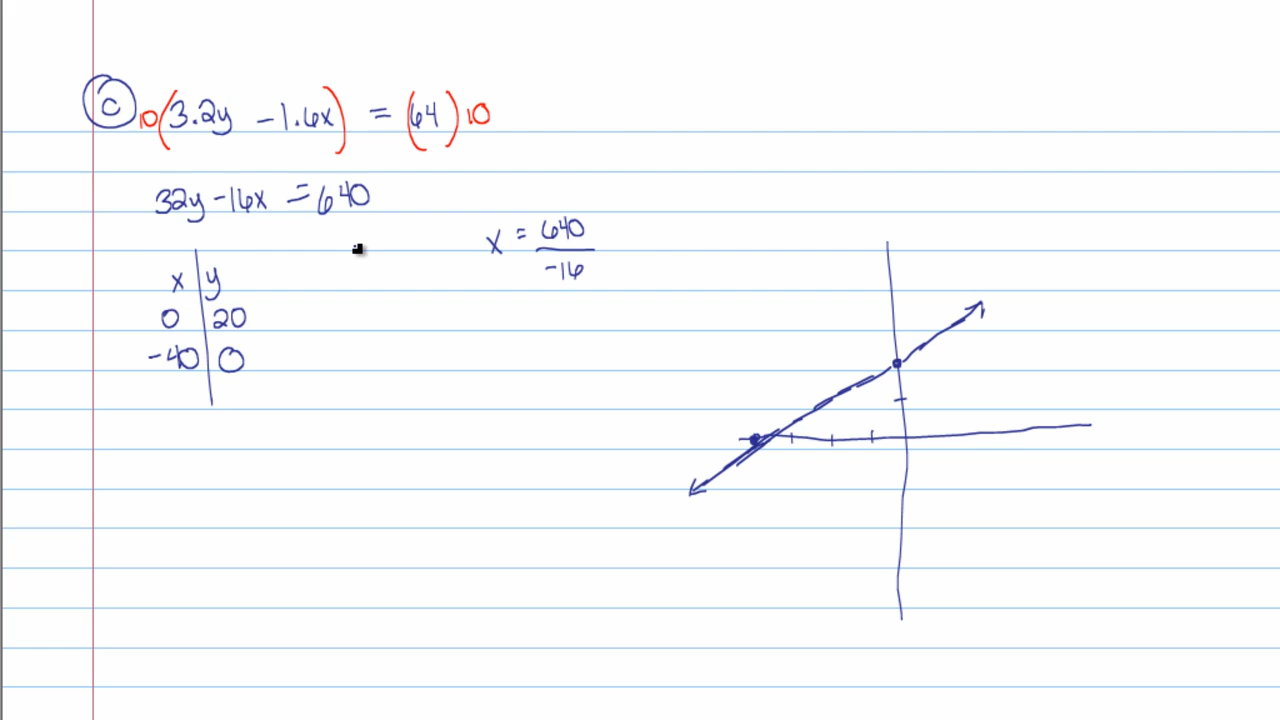 c 10(3.2y - 1.6x) = (64)10
32y - 16x = 640
x = 640
-16
x y
0 20
-40 0